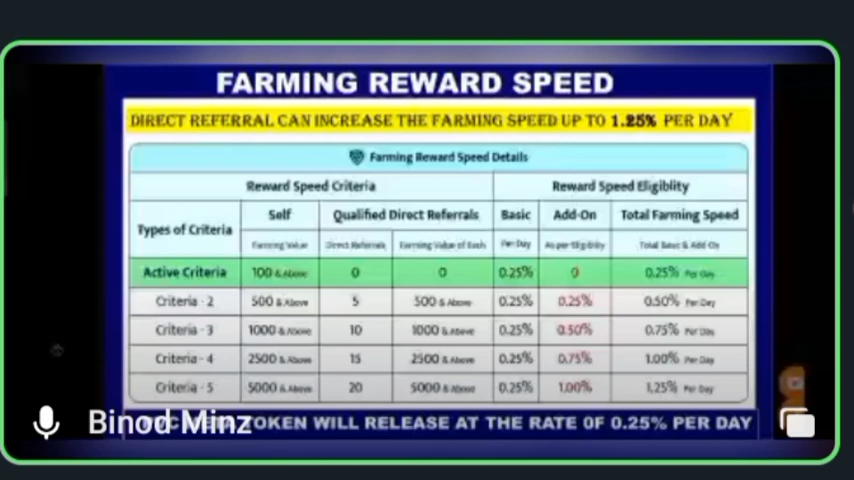 FARMING REWARD SPEED
DIRECT REFERRAL CAN INCREASE THE FARMING SPEED UP TO 1.25% PER DAY
Farming Reward Speed Details
Reward Speed Criteria Reward Speed Eligiblity
Types of Criteria Self Qualified Direct Referrals Basic Add-On Total Farming Speed
Farming Value Direct Referrals Farming Value of Each Per Day As per Eligiblity Total Basic & Add On
Active Criteria 100 & Above 0 0 0.25% 0 0.25% Per Day
Criteria - 2 500 & Above 5 500 & Above 0.25% 0.25% 0.50% Per Day
Criteria - 3 1000 & Above 10 1000 & Above 0.25% 0.50% 0.75% Per Day
Criteria - 4 2500 & Above 15 2500 & Above 0.25% 0.75% 1.00% Per Day
Criteria - 5 5000 & Above 20 5000 & Above 0.25% 1.00% 1.25% Per Day
TOKEN WILL RELEASE AT THE RATE OF 0.25% PER DAY
Binod Minz